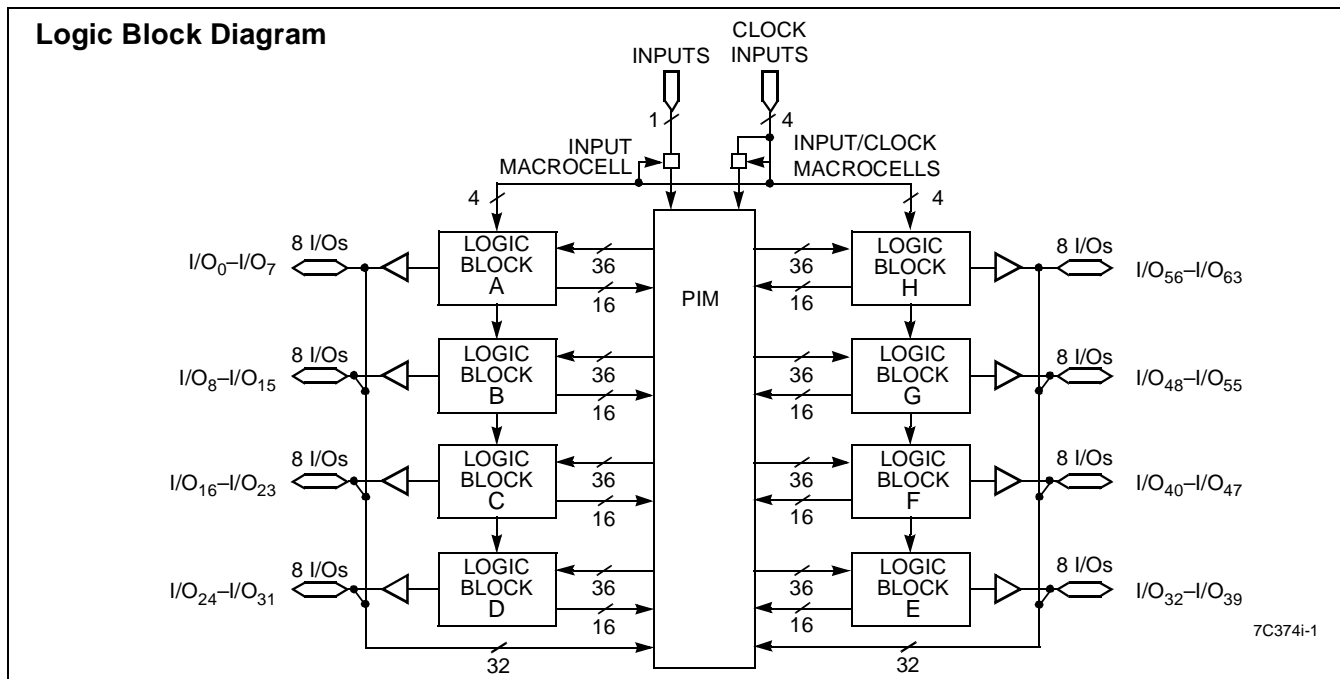 Logic Block Diagram
CLOCK
INPUTS
INPUTS
1
4
INPUT
MACROCELL
INPUT/CLOCK
MACROCELLS
4
4
8 I/Os
I/O0–I/O7
LOGIC
BLOCK
A
36
16
PIM
36
16
LOGIC
BLOCK
H
8 I/Os
I/O56–I/O63
8 I/Os
I/O8–I/O15
LOGIC
BLOCK
B
36
16
36
16
LOGIC
BLOCK
G
8 I/Os
I/O48–I/O55
8 I/Os
I/O16–I/O23
LOGIC
BLOCK
C
36
16
36
16
LOGIC
BLOCK
F
8 I/Os
I/O40–I/O47
8 I/Os
I/O24–I/O31
LOGIC
BLOCK
D
36
16
36
16
LOGIC
BLOCK
E
8 I/Os
I/O32–I/O39
32
32
7C374i-1